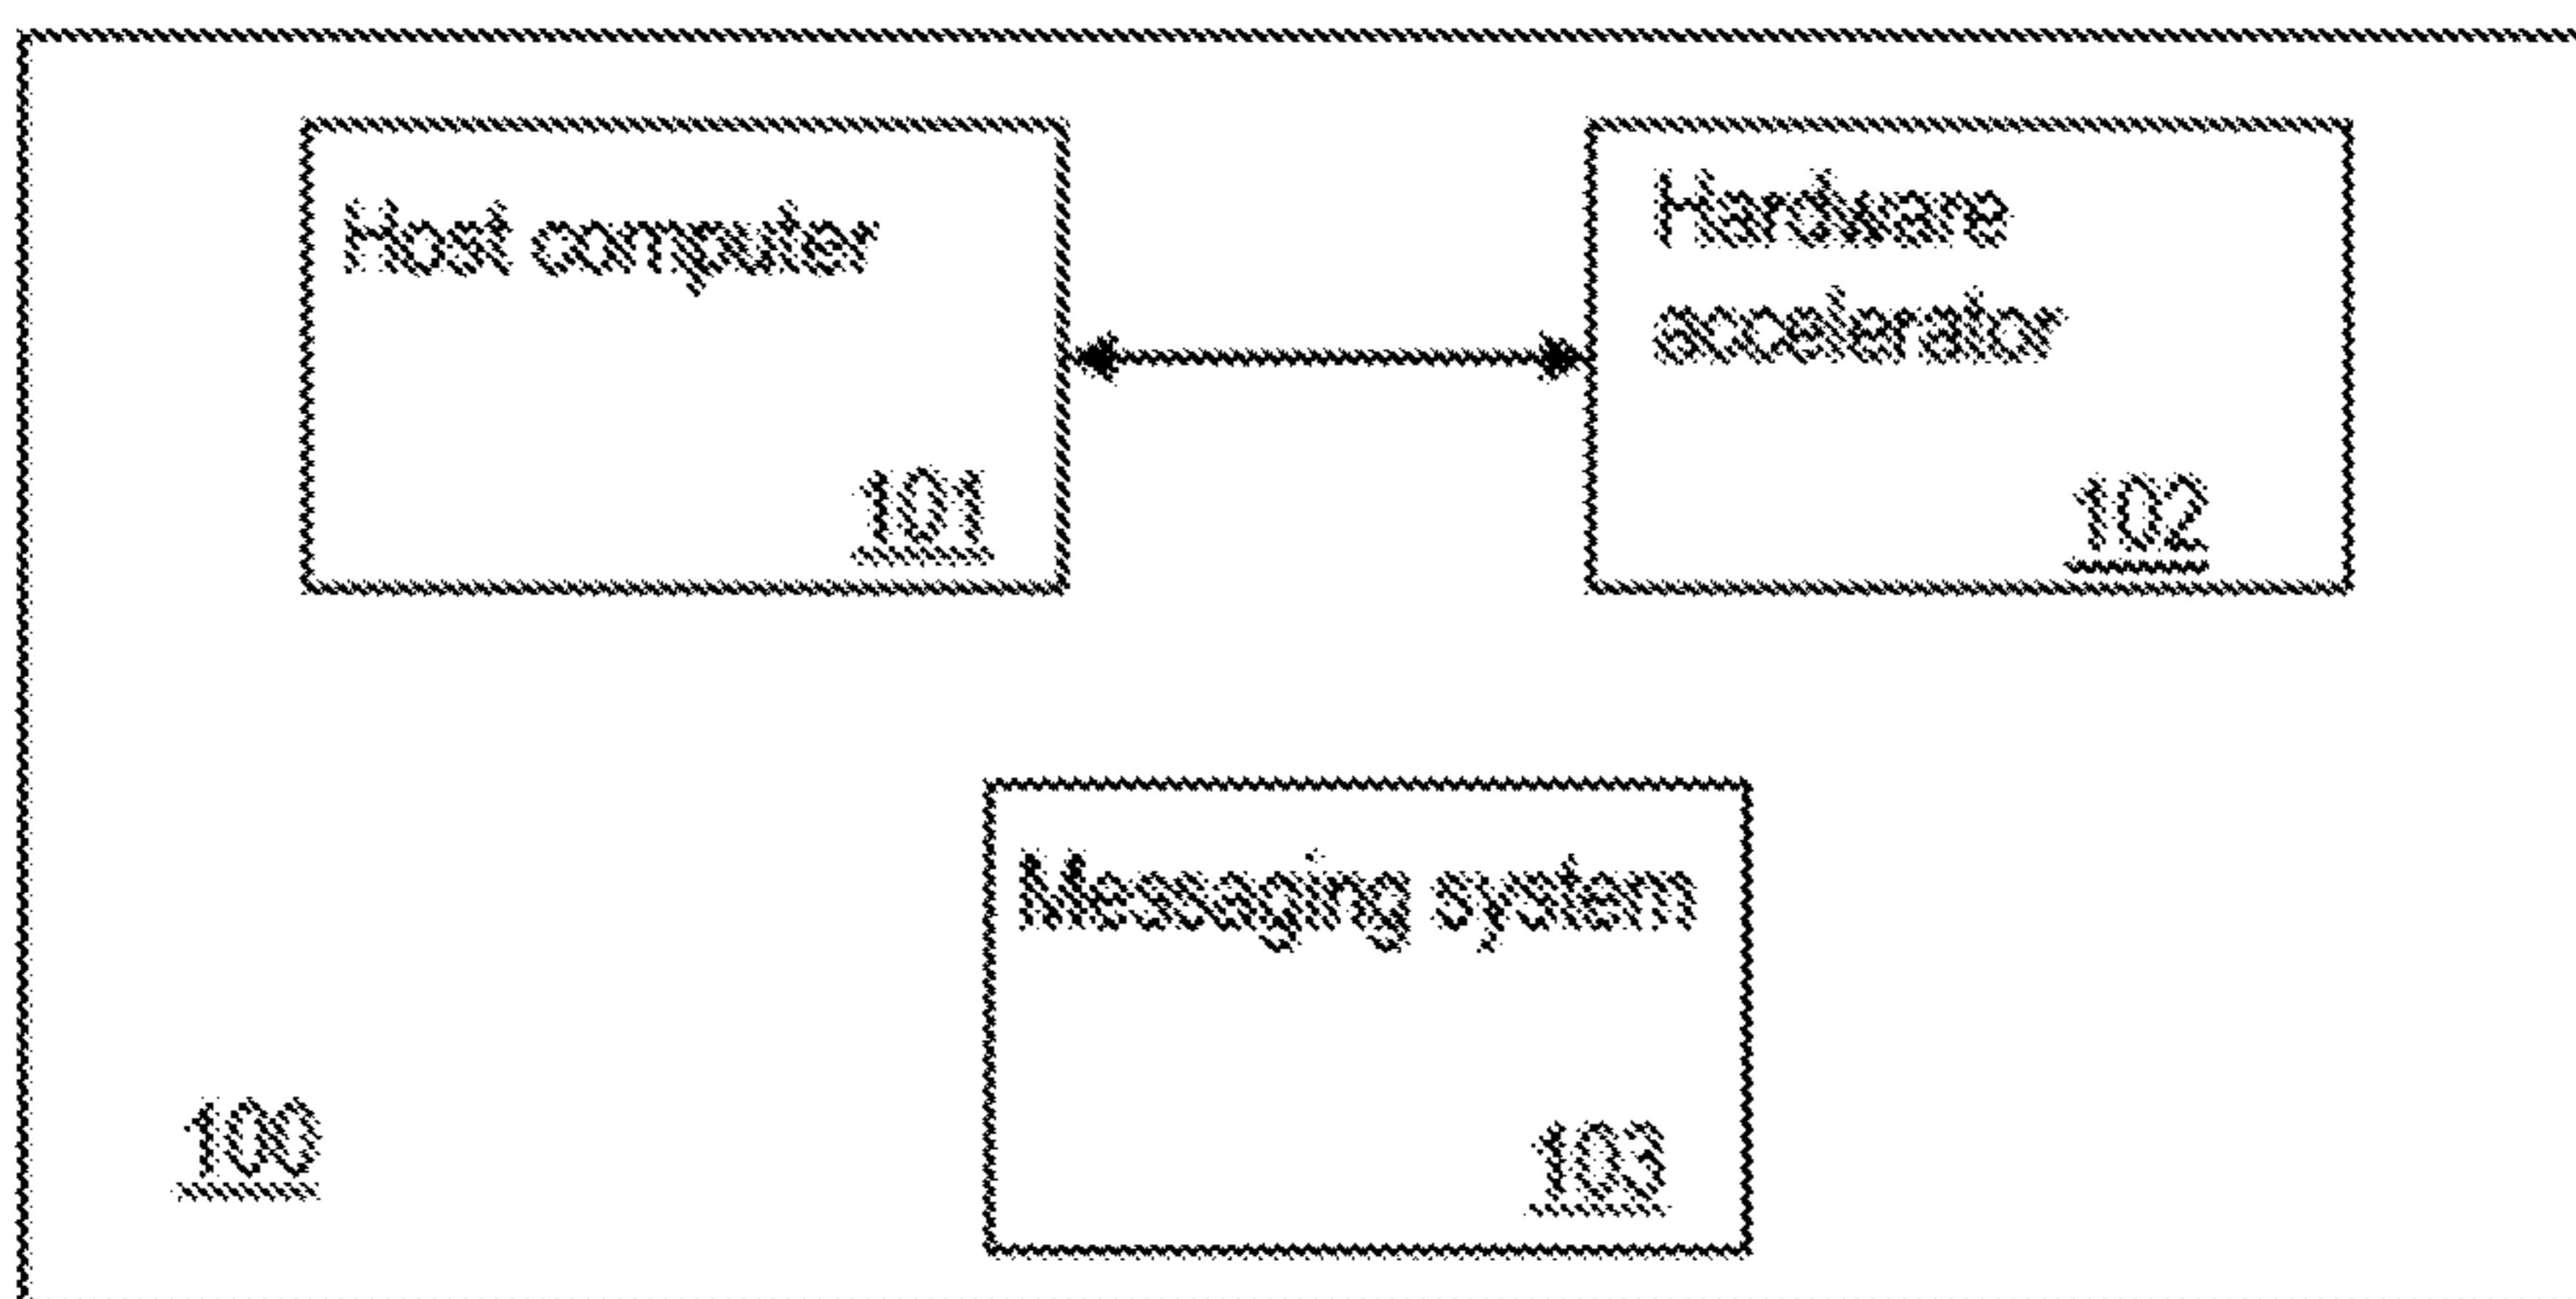 Host computer
101
Hardware
accelerator
102
Messaging system
103
100